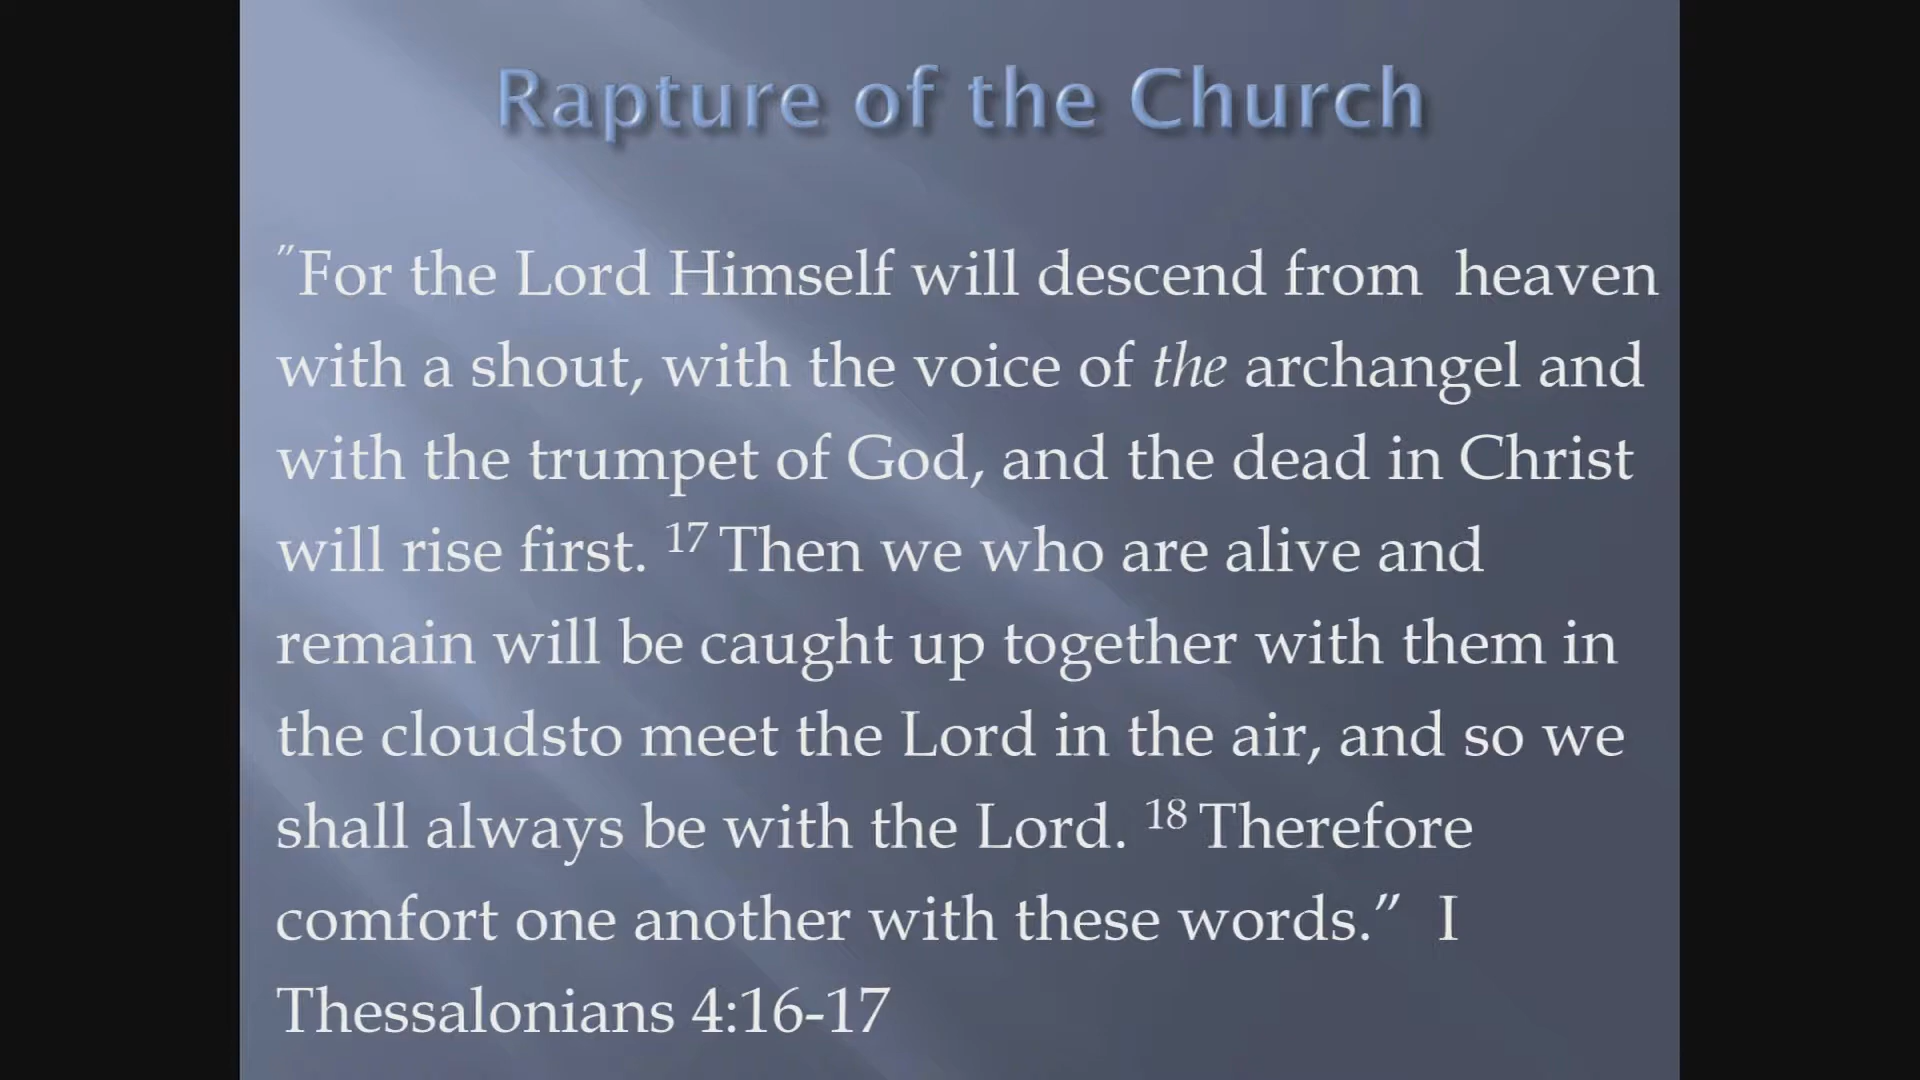 Rapture of the Church
"For the Lord Himself will descend from  heaven
with a shout, with the voice of the archangel and
with the trumpet of God, and the dead in Christ
will rise first. 17 Then we who are alive and
remain will be caught up together with them in
the cloudsto meet the Lord in the air, and so we
shall always be with the Lord. 18 Therefore
comfort one another with these words.”  I
Thessalonians 4:16-17